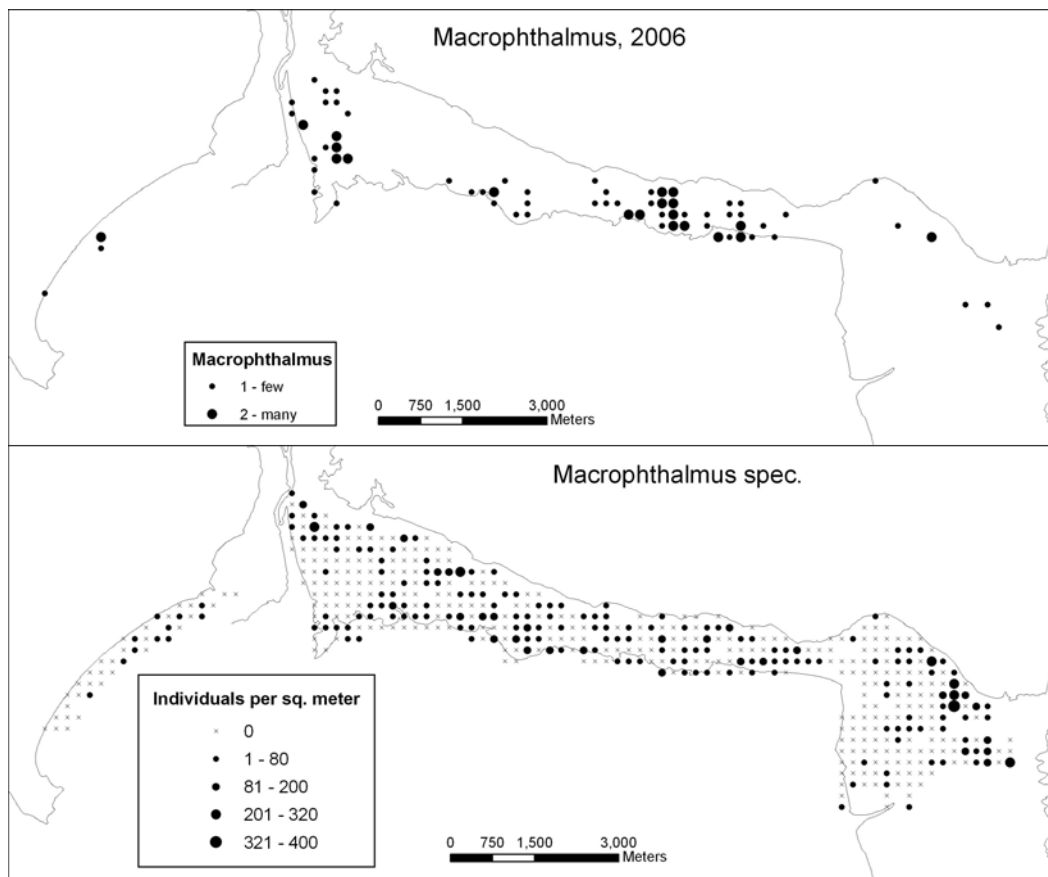 Macrophthalmus, 2006
Macrophthalmus
1 - few
2 - many
0 750 1,500 3,000
Meters
Macrophthalmus spec.
Individuals per sq. meter
0
1 - 80
81 - 200
201 - 320
321 - 400
0 750 1,500 3,000
Meters